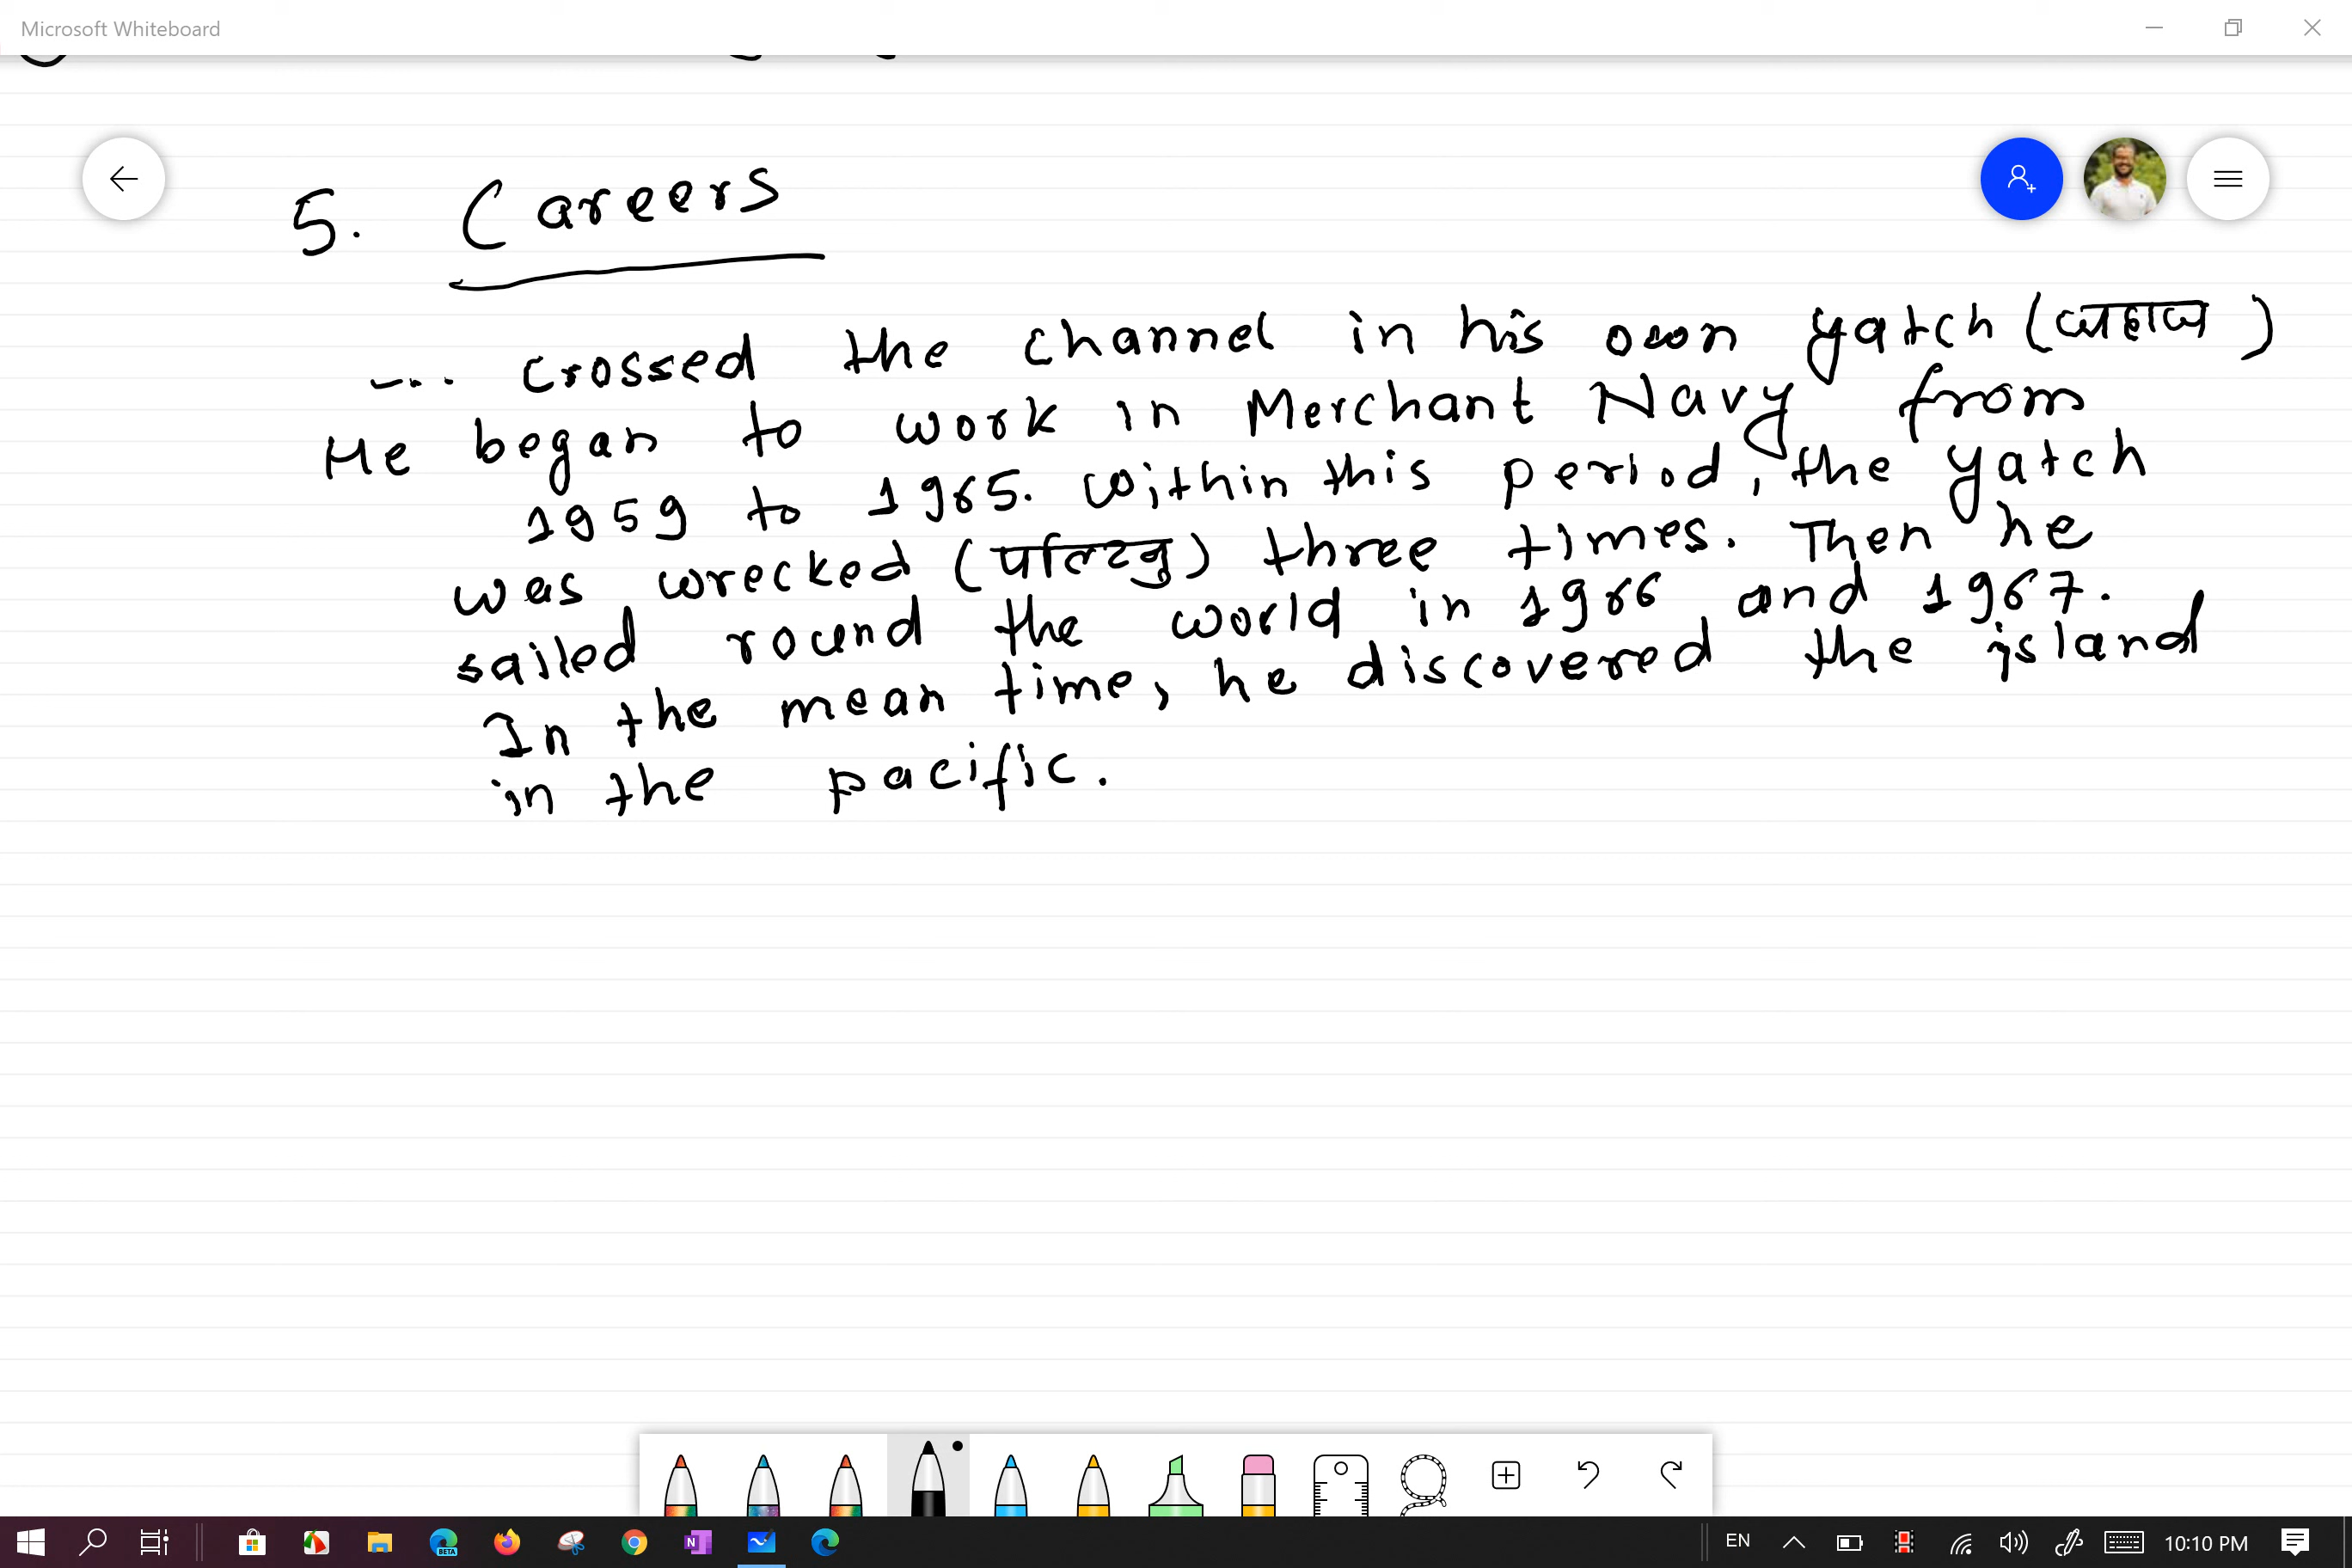 Microsoft Whiteboard
5. Careers
--.. crossed the channel in his own yatch (जहाज)
He began to work in Merchant Navy from
1959 to 1965. Within this period, the yatch
was wrecked ( ) three times. Then he
sailed round the world in 1966 and 1967.
In the mean time, he discovered the island
in the pacific.
BETA
N
EN
10:10 PM